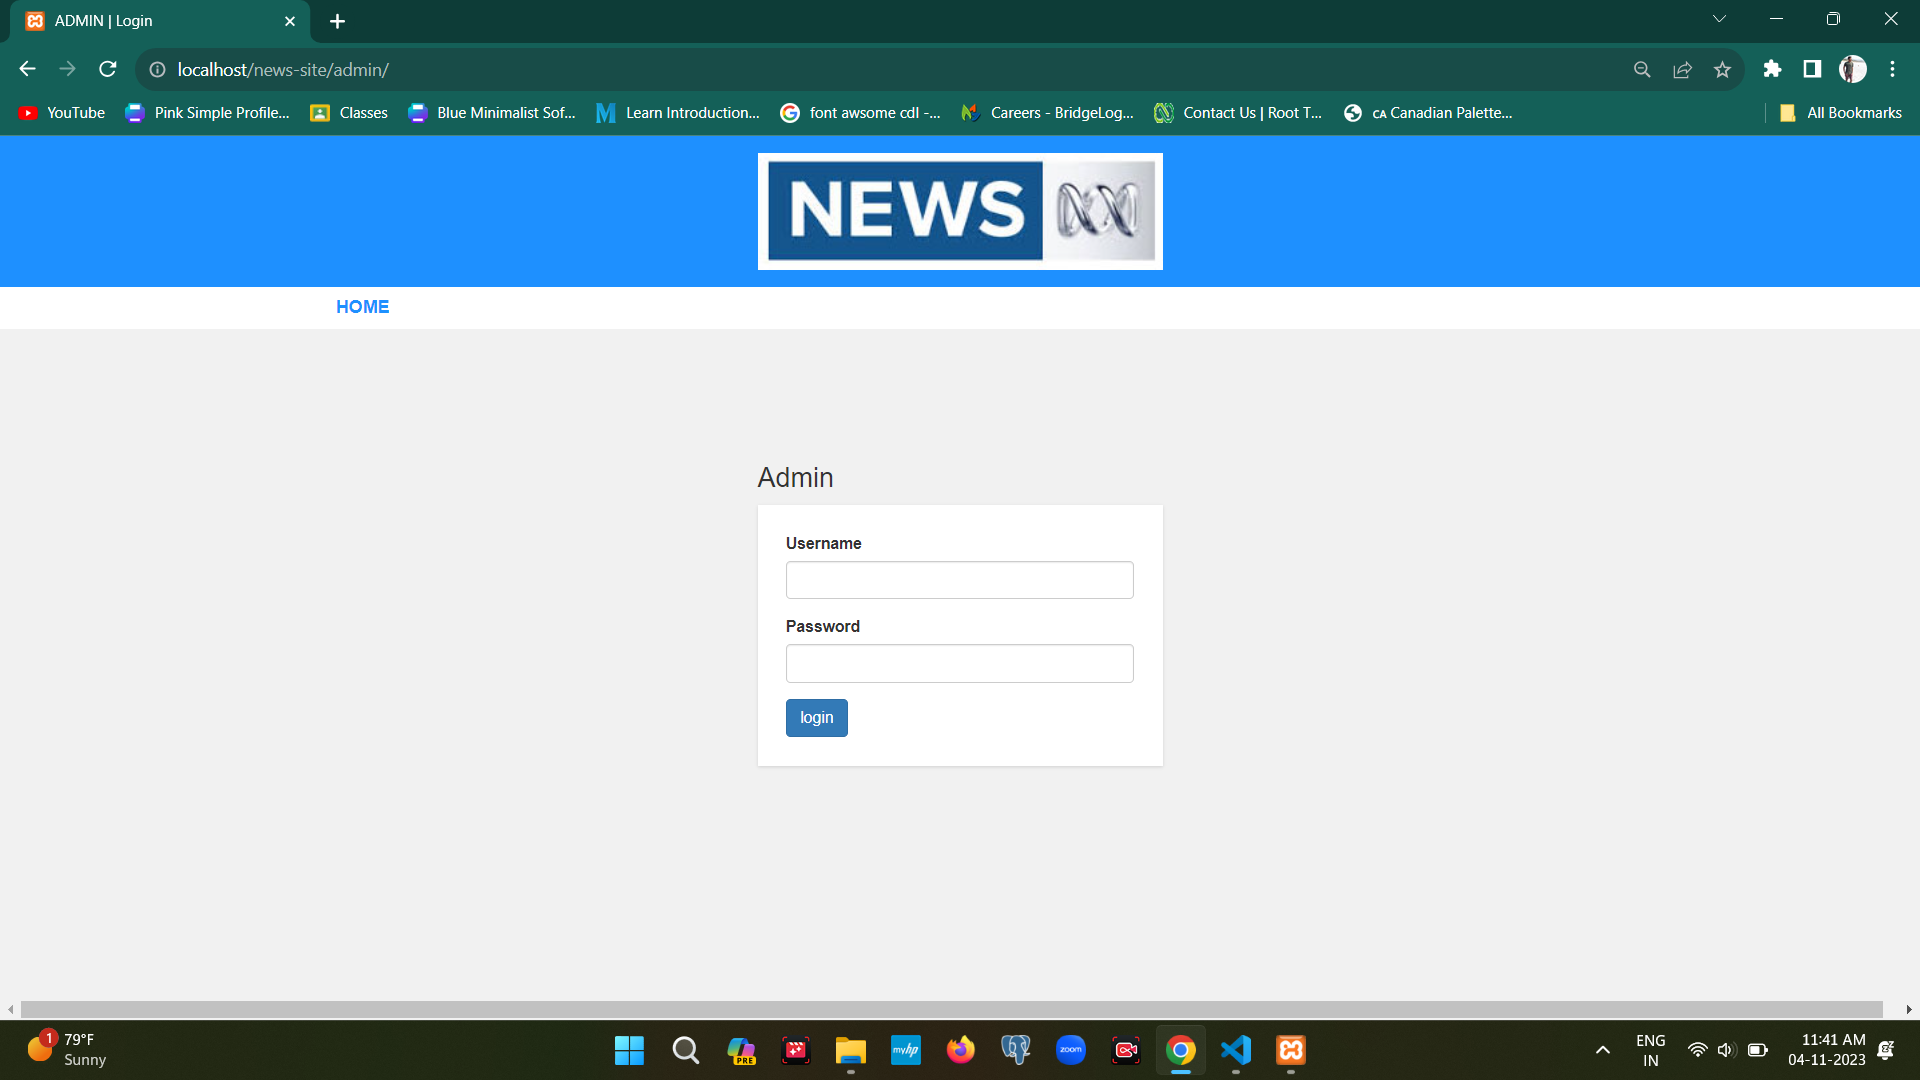 ADMIN | Login
localhost/news-site/admin/
YouTube
Pink Simple Profile...
Classes
Blue Minimalist Sof...
Learn Introduction...
font awsome cdl -...
Careers - BridgeLog...
Contact Us | Root T...
CA Canadian Palette...
All Bookmarks
NEWS
HOME
Admin
Username
Password
login
1
79°F
Sunny
PRE
myhp
zoom
ENG
IN
11:41 AM
04-11-2023